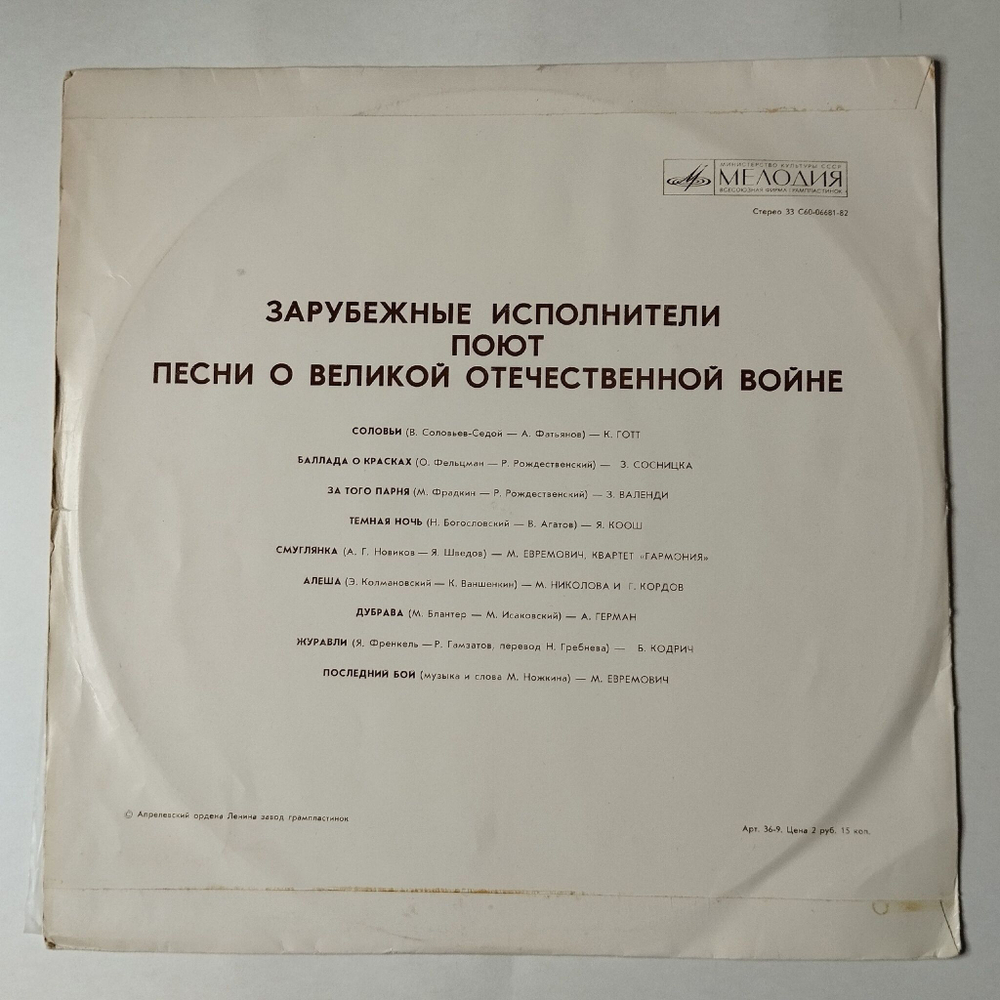 МИНИСТЕРСТВО КУЛЬТУРЫ СССР
МЕЛОДИЯ
ВСЕСОЮЗНАЯ ФИРМА ГРАМПЛАСТИНОК
Стерео 33 С60-06681-82
ЗАРУБЕЖНЫЕ ИСПОЛНИТЕЛИ
ПОЮТ
ПЕСНИ О ВЕЛИКОЙ ОТЕЧЕСТВЕННОЙ ВОЙНЕ
СОЛОВЬИ (В. Соловьев-Седой — А. Фатьянов) — К. ГОТТ
БАЛЛАДА О КРАСКАХ (О. Фельцман — Р. Рождественский) — З. СОСНИЦКА
ЗА ТОГО ПАРНЯ (М. Фрадкин — Р. Рождественский) — З. ВАЛЕНДИ
ТЕМНАЯ НОЧЬ (Н. Богословский — В. Агатов) — Я. КООШ
СМУГЛЯНКА (А. Г. Новиков — Я. Шведов) — М. ЕВРЕМОВИЧ, КВАРТЕТ «ГАРМОНИЯ»
АЛЕША (Э. Колмановский — К. Ваншенкин) — М. НИКОЛОВА И Г. КОРДОВ
ДУБРАВА (М. Блантер — М. Исаковский) — А. ГЕРМАН
ЖУРАВЛИ (Я. Френкель — Р. Гамзатов, перевод Н. Гребнева) — Б. КОДРИЧ
ПОСЛЕДНИЙ БОЙ (музыка и слова М. Ножкина) — М. ЕВРЕМОВИЧ
© Апрелевский ордена Ленина завод грампластинок
Арт. 36-9. Цена 2 руб. 15 коп.